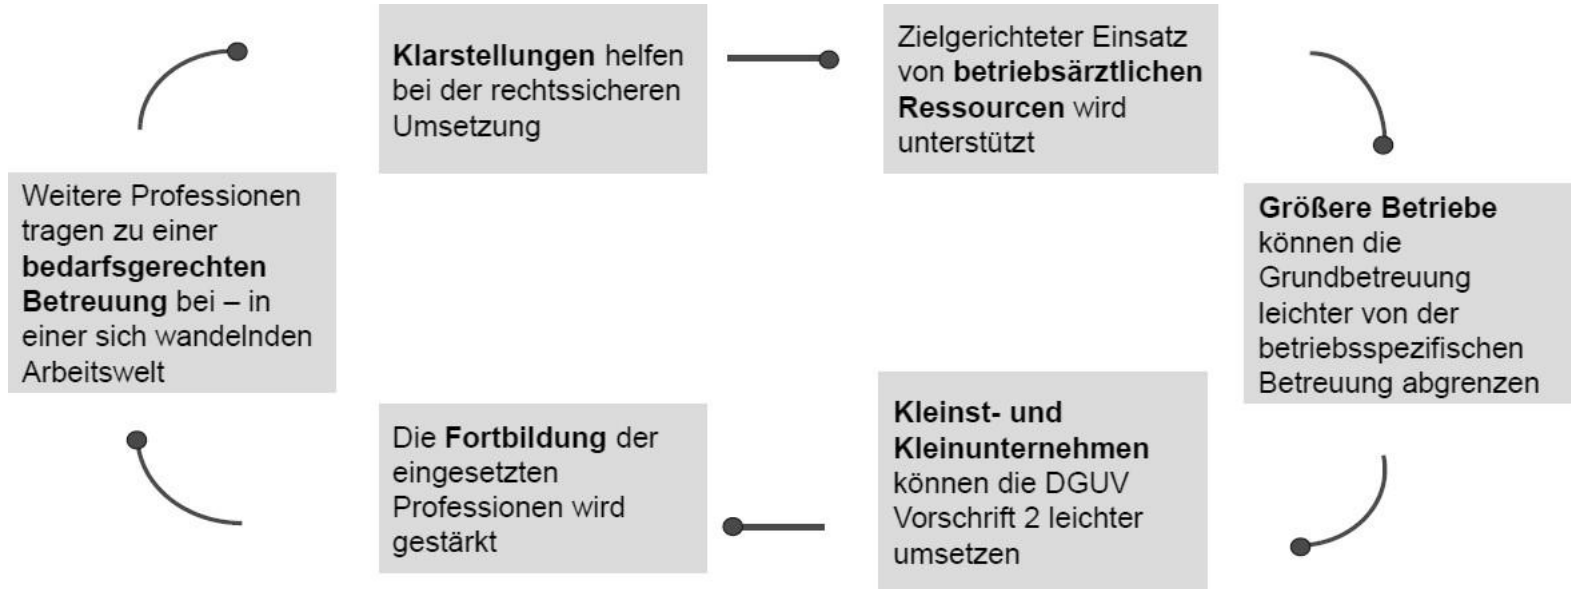 Klarstellungen helfen
bei der rechtssicheren
Umsetzung
Zielgerichteter Einsatz
von betriebsärztlichen
Ressourcen wird
unterstützt
Größere Betriebe
können die
Grundbetreuung
leichter von der
betriebsspezifischen
Betreuung abgrenzen
Kleinst- und
Kleinunternehmen
können die DGUV
Vorschrift 2 leichter
umsetzen
Die Fortbildung der
eingesetzten
Professionen wird
gestärkt
Weitere Professionen
tragen zu einer
bedarfsgerechten
Betreuung bei – in
einer sich wandelnden
Arbeitswelt